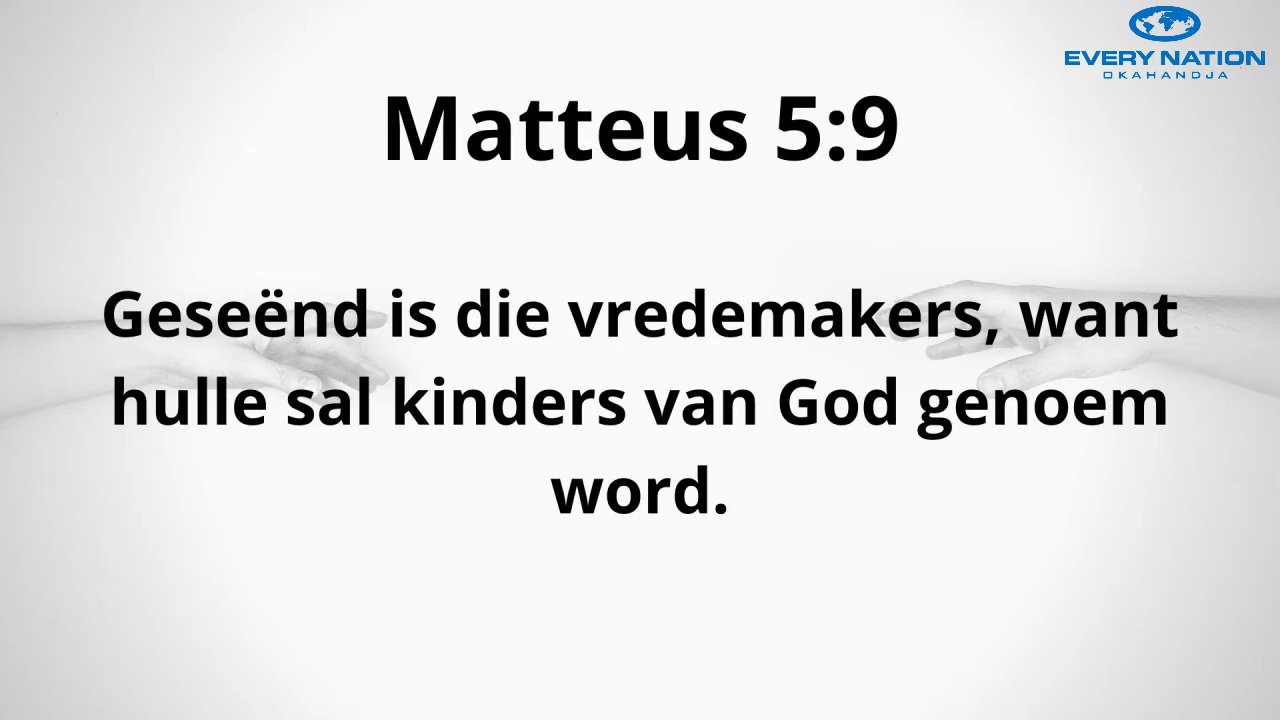 EVERY NATION
OKAHANDJA
Matteus 5:9
Geseënd is die vredemakers, want
hulle sal kinders van God genoem
word.